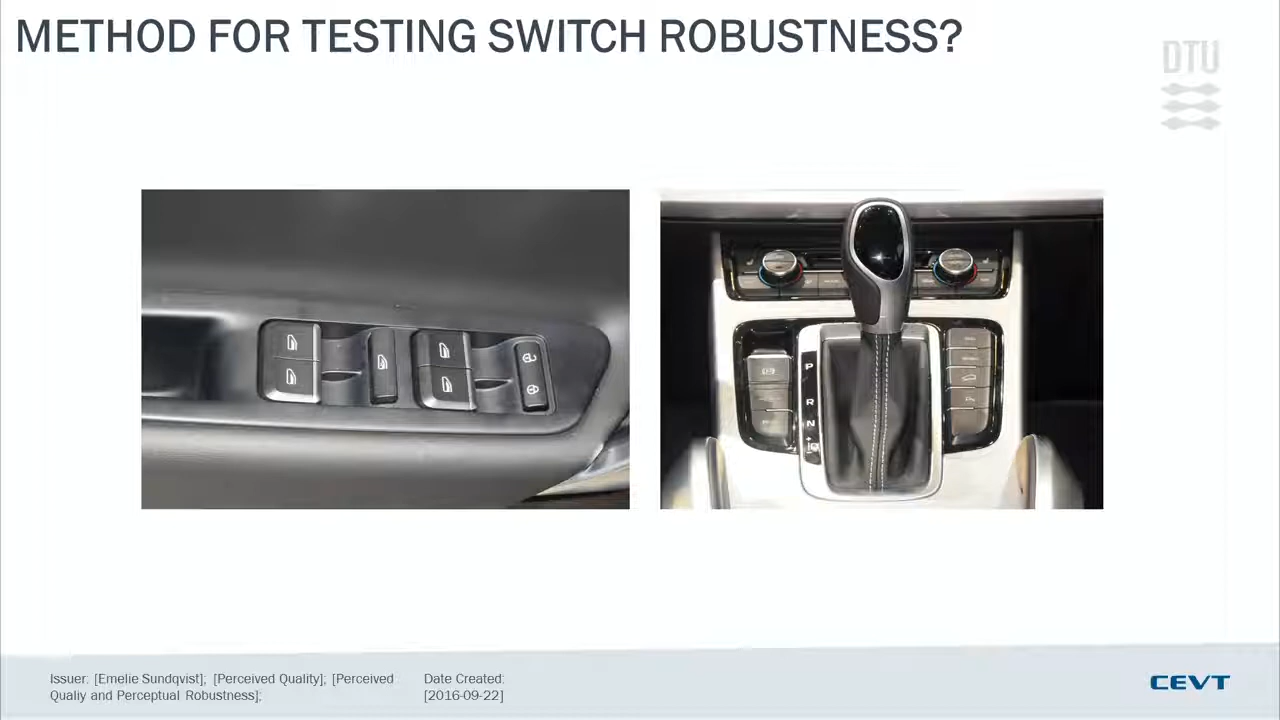 METHOD FOR TESTING SWITCH ROBUSTNESS?
DTU
P
R
N
Issuer: [Emelie Sundqvist]; [Perceived Quality]; [Perceived
Qualiy and Perceptual Robustness];
Date Created:
[2016-09-22]
CEVT